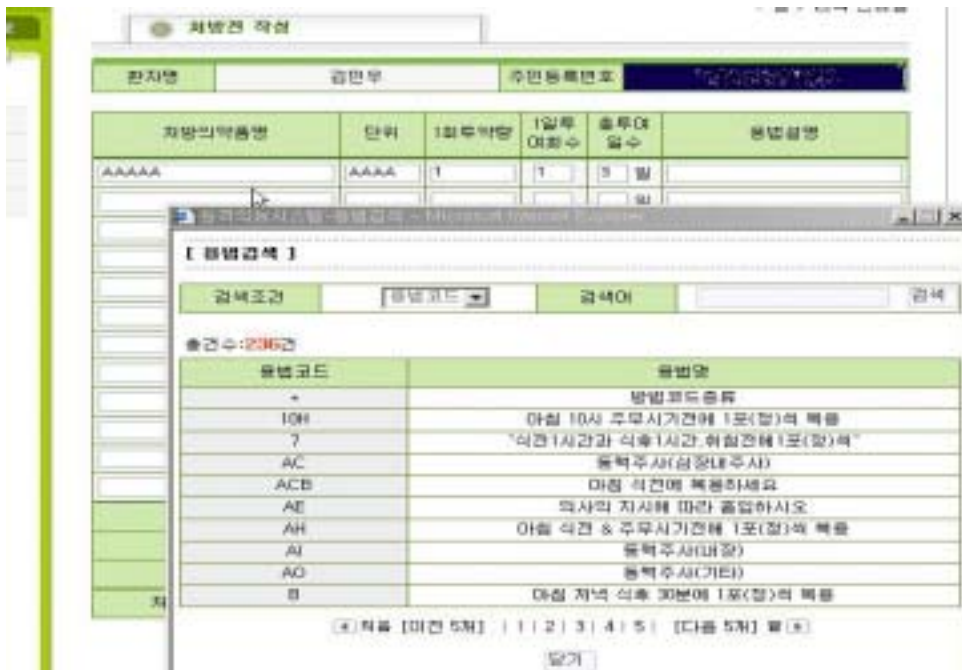 처방전 작성
환자명 김민우 주민등록번호
처방의약품명 단위 1회투약량 1일투여회수 총투여일수 용법설명
AAAAA AAAA 1 1 3 일
일
Microsoft Internet Explorer
[ 용법검색 ]
검색조건 용법코드 검색어 검색
총건수:236건
용법코드 용법명
* 방법코드종류
10H 아침 10시 주무시기전에 1포(정)씩 복용
7 "식간1시간과 식후1시간,취침전에1포(정)씩"
AC 동맥주사(심장내주사)
ACB 아침 식전에 복용하세요
AE 의사의 지시에 따라 흡입하시오
AH 아침 식전 & 주무시기전에 1포(정)씩 복용
AI 동맥주사(내장)
AO 동맥주사(기타)
B 아침 저녁 식후 30분에 1포(정)씩 복용
처음 [이전 5개] | 1 | 2 | 3 | 4 | 5 | [다음 5개] 끝
닫기